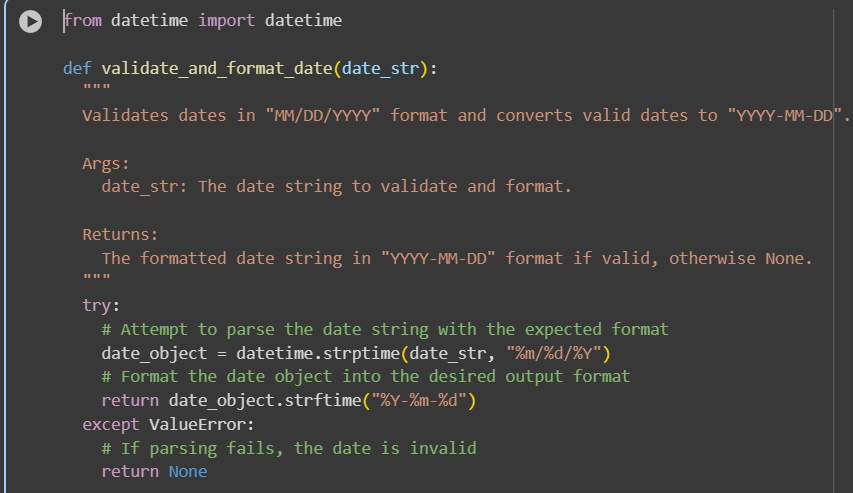 from datetime import datetime

def validate_and_format_date(date_str):
  """
  Validates dates in "MM/DD/YYYY" format and converts valid dates to "YYYY-MM-DD".

  Args:
    date_str: The date string to validate and format.

  Returns:
    The formatted date string in "YYYY-MM-DD" format if valid, otherwise None.
  """
  try:
    # Attempt to parse the date string with the expected format
    date_object = datetime.strptime(date_str, "%m/%d/%Y")
    # Format the date object into the desired output format
    return date_object.strftime("%Y-%m-%d")
  except ValueError:
    # If parsing fails, the date is invalid
    return None